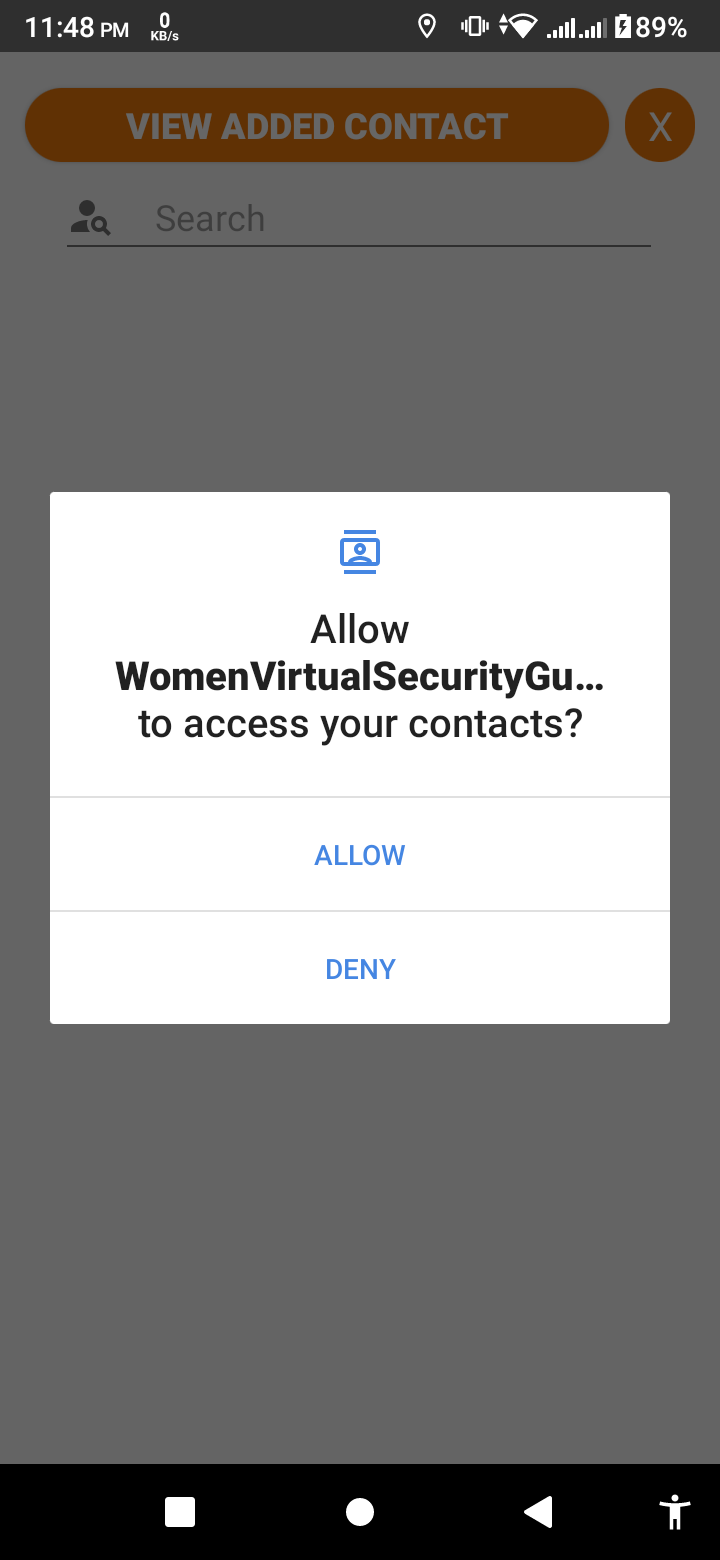 11:48 PM 0 KB/s 89%
VIEW ADDED CONTACT X
Search
Allow
WomenVirtualSecurityGu...
to access your contacts?
ALLOW
DENY